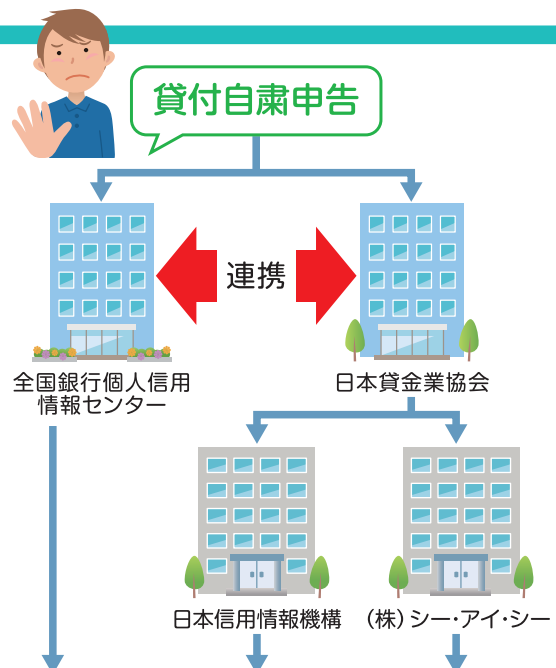 貸付自粛申告
連携
全国銀行個人信用
情報センター
日本貸金業協会
日本信用情報機構
（株）シー・アイ・シー